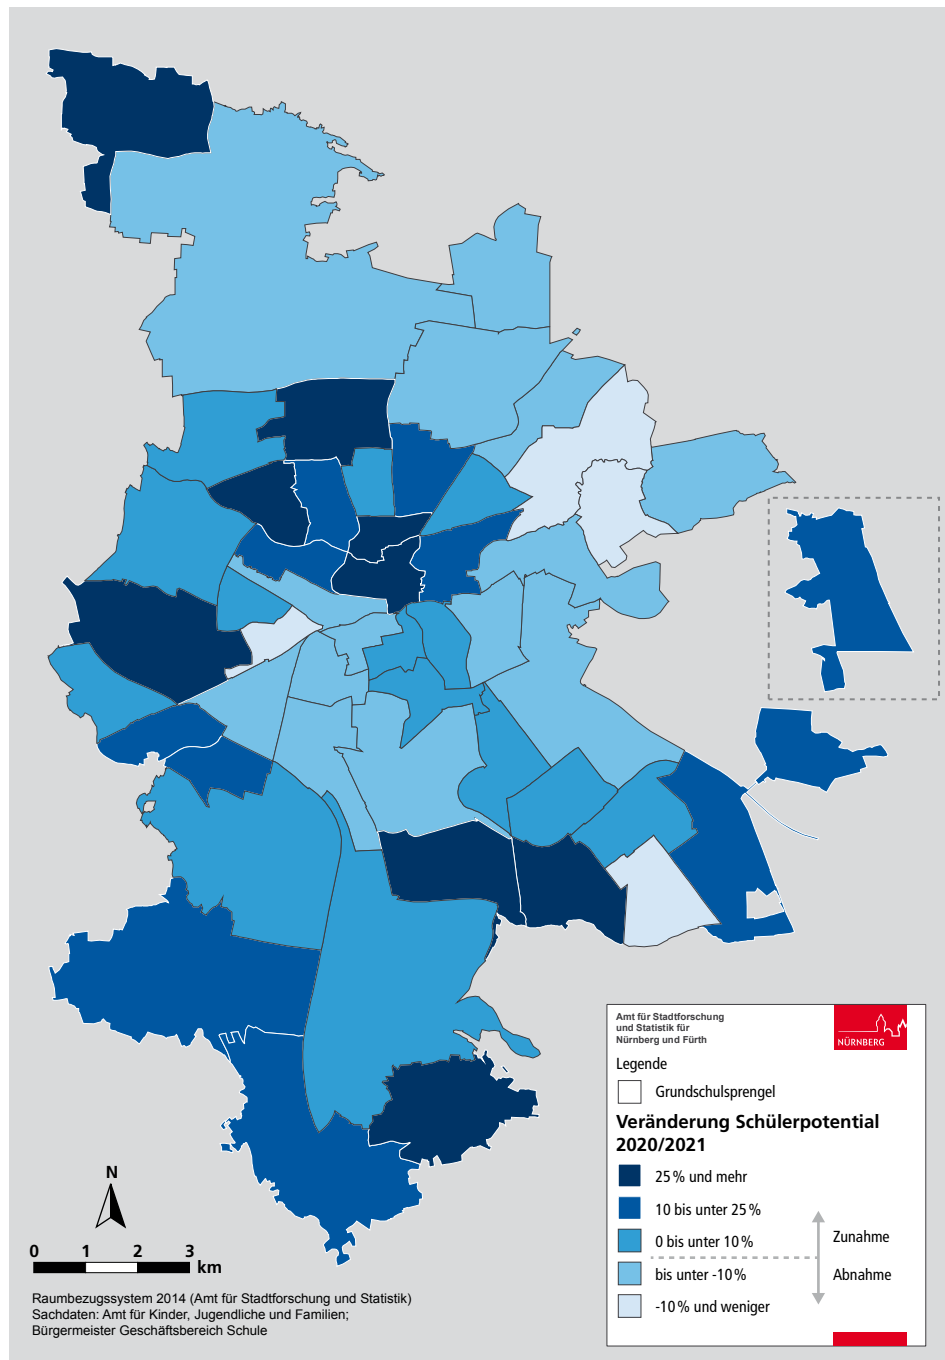 Amt für Stadtforschung
und Statistik für
Nürnberg und Fürth
NÜRNBERG
Legende
Grundschulsprengel
Veränderung Schülerpotential
2020/2021
25 % und mehr
10 bis unter 25 %
0 bis unter 10 %
bis unter -10 %
-10 % und weniger
Zunahme
Abnahme
N
0 1 2 3
km
Raumbezugssystem 2014 (Amt für Stadtforschung und Statistik)
Sachdaten: Amt für Kinder, Jugendliche und Familien;
Bürgermeister Geschäftsbereich Schule